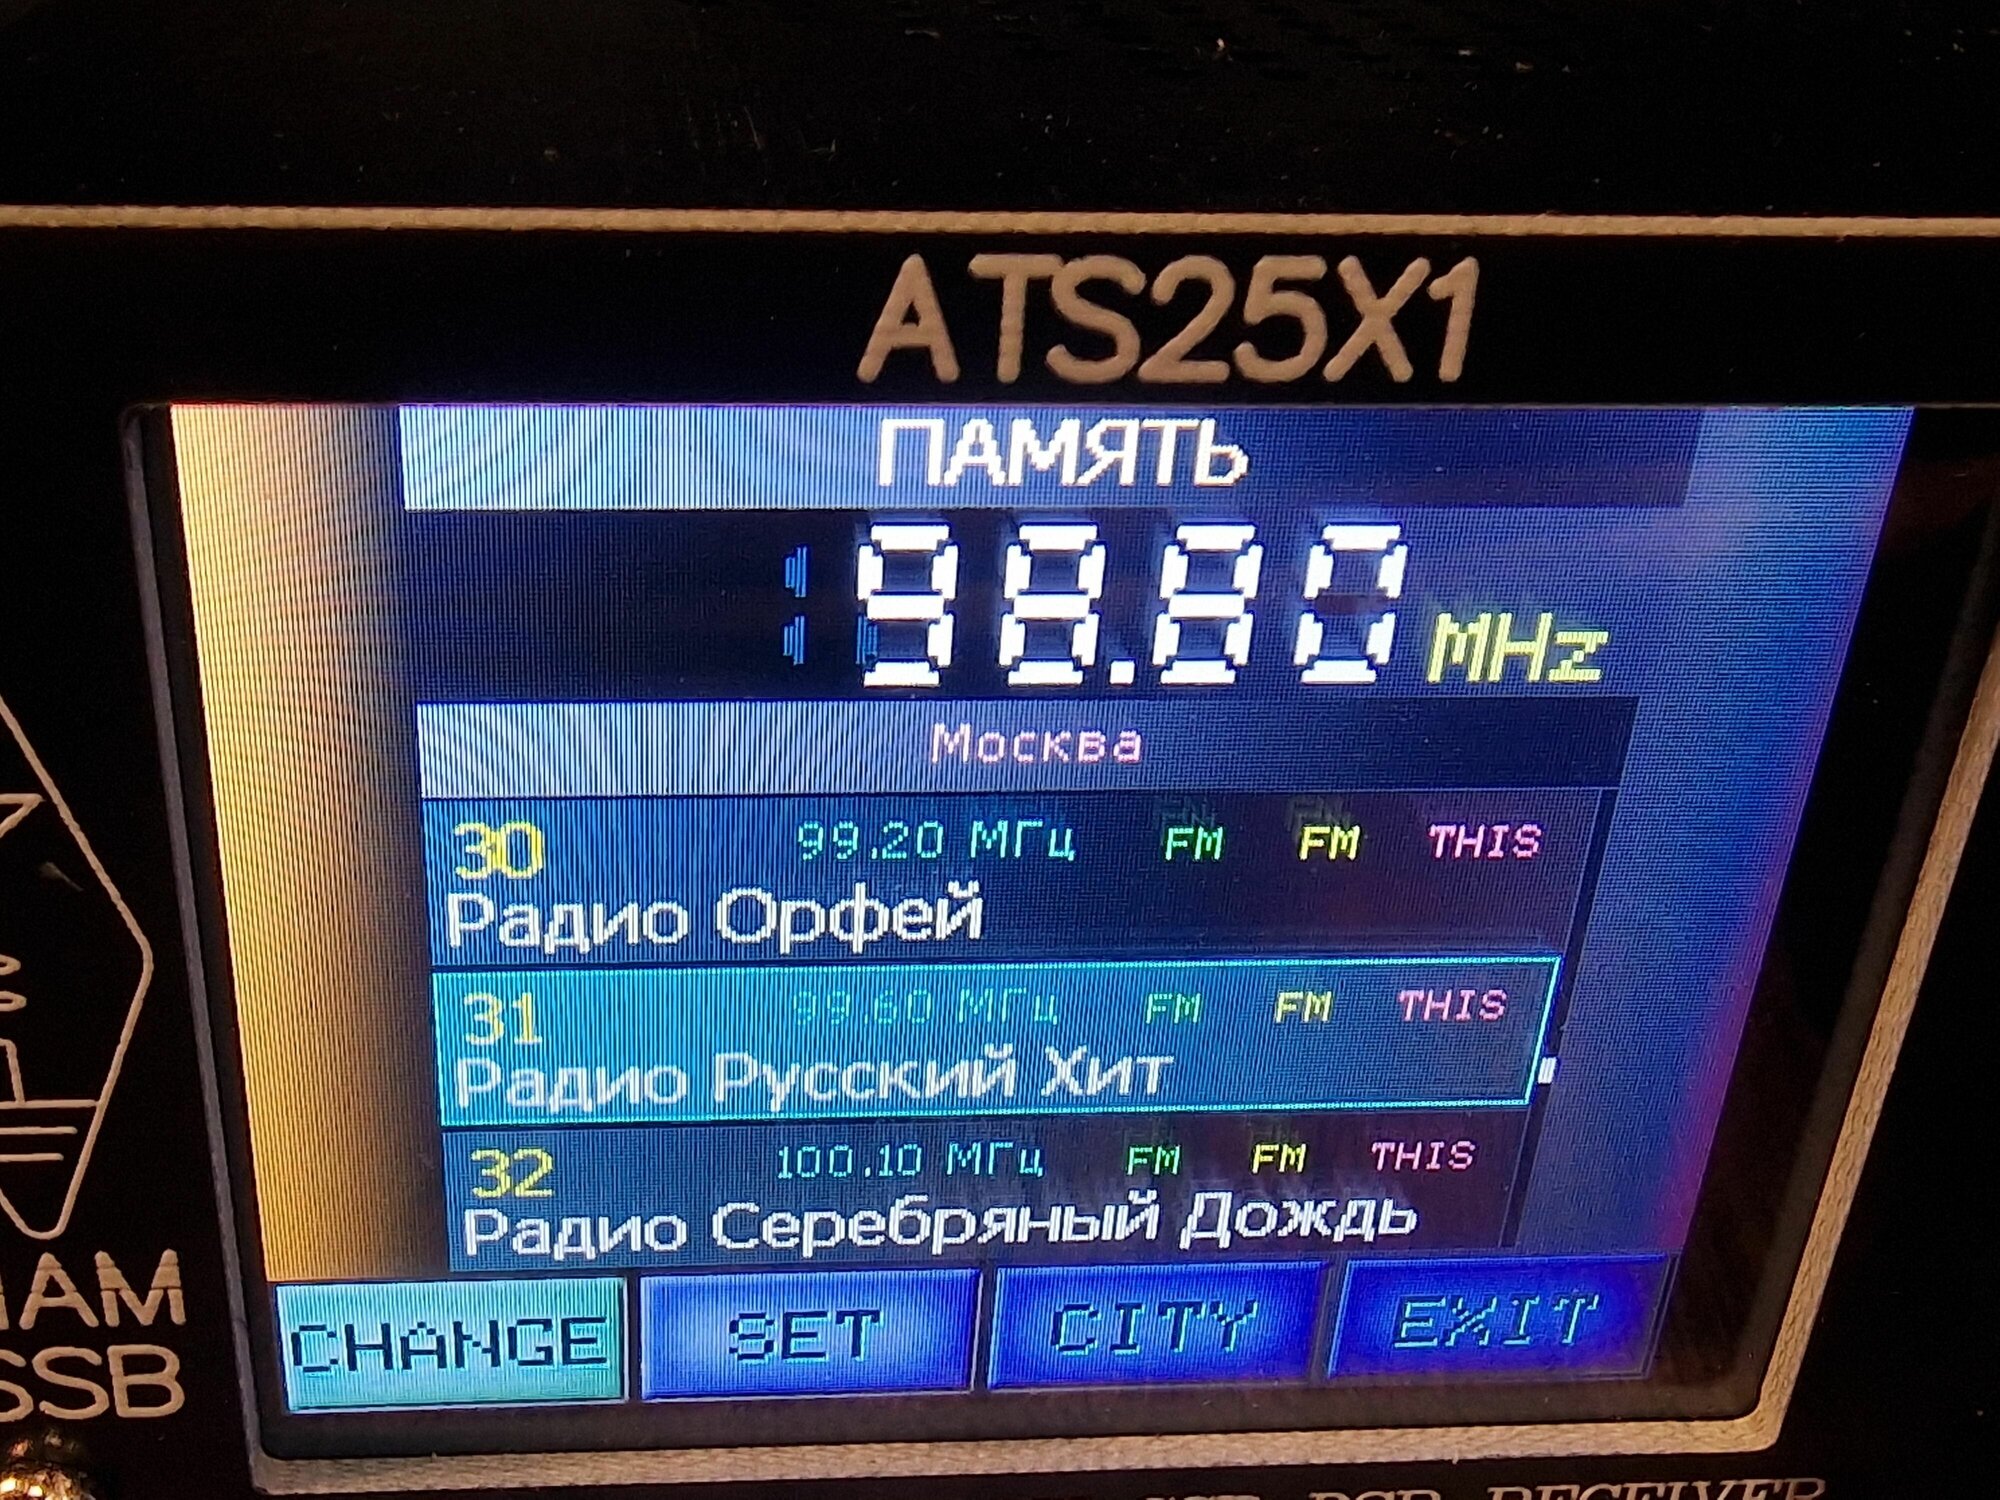 ATS25X1
ПАМЯТЬ
98.80 MHz
Москва
30 99.20 МГц FM FM THIS
Радио Орфей
31 99.60 МГц FM FM THIS
Радио Русский Хит
32 100.10 МГц FM FM THIS
Радио Серебряный Дождь
CHANGE SET CITY EXIT
HAM
SSB
RECEIVER